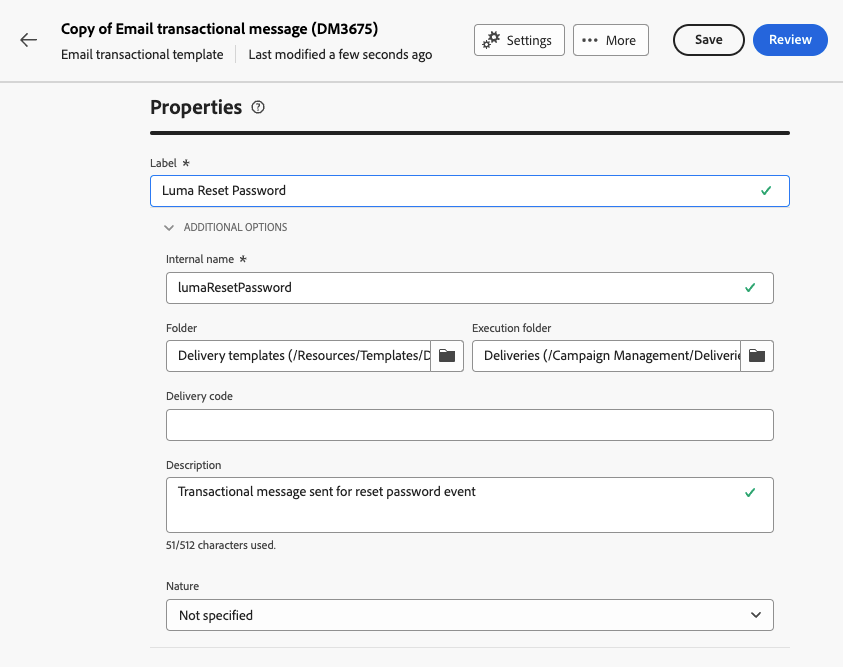 Copy of Email transactional message (DM3675)
Email transactional template Last modified a few seconds ago
Settings
More
Save
Review
Properties
Label *
Luma Reset Password
ADDITIONAL OPTIONS
Internal name *
lumaResetPassword
Folder
Execution folder
Delivery templates (/Resources/Templates/D
Deliveries (/Campaign Management/Deliverie
Delivery code
Description
Transactional message sent for reset password event
51/512 characters used.
Nature
Not specified